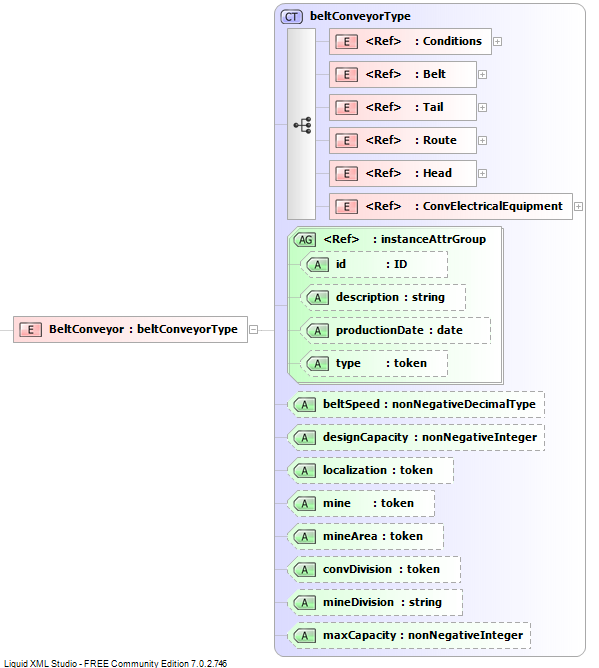 CT beltConveyorType
E <Ref> : Conditions
E <Ref> : Belt
E <Ref> : Tail
E <Ref> : Route
E <Ref> : Head
E <Ref> : ConvElectricalEquipment
AG <Ref> : instanceAttrGroup
A id : ID
A description : string
E BeltConveyor : beltConveyorType
A productionDate : date
A type : token
A beltSpeed : nonNegativeDecimalType
A designCapacity : nonNegativeInteger
A localization : token
A mine : token
A mineArea : token
A convDivision : token
A mineDivision : string
A maxCapacity : nonNegativeInteger
Liquid XML Studio - FREE Community Edition 7.0.2.746